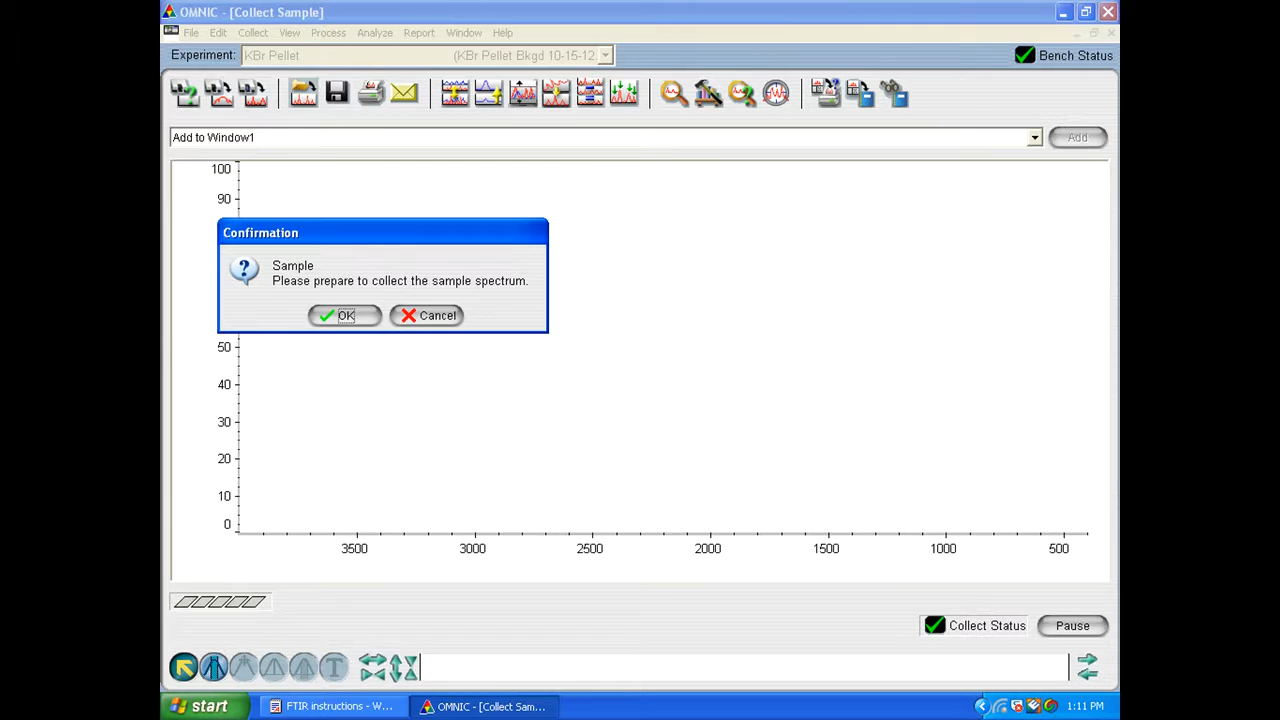 OMNIC - [Collect Sample]
File Edit Collect View Process Analyze Report Window Help
Experiment: KBr Pellet (KBr Pellet Bkgd 10-15-12. Bench Status
Add to Window1 Add
100
90
Confirmation
Sample
Please prepare to collect the sample spectrum.
OK Cancel
50
40
30
20
10
0
3500 3000 2500 2000 1500 1000 500
Collect Status Pause
T
start FTIR instructions - W... OMNIC - [Collect Sam... 1:11 PM